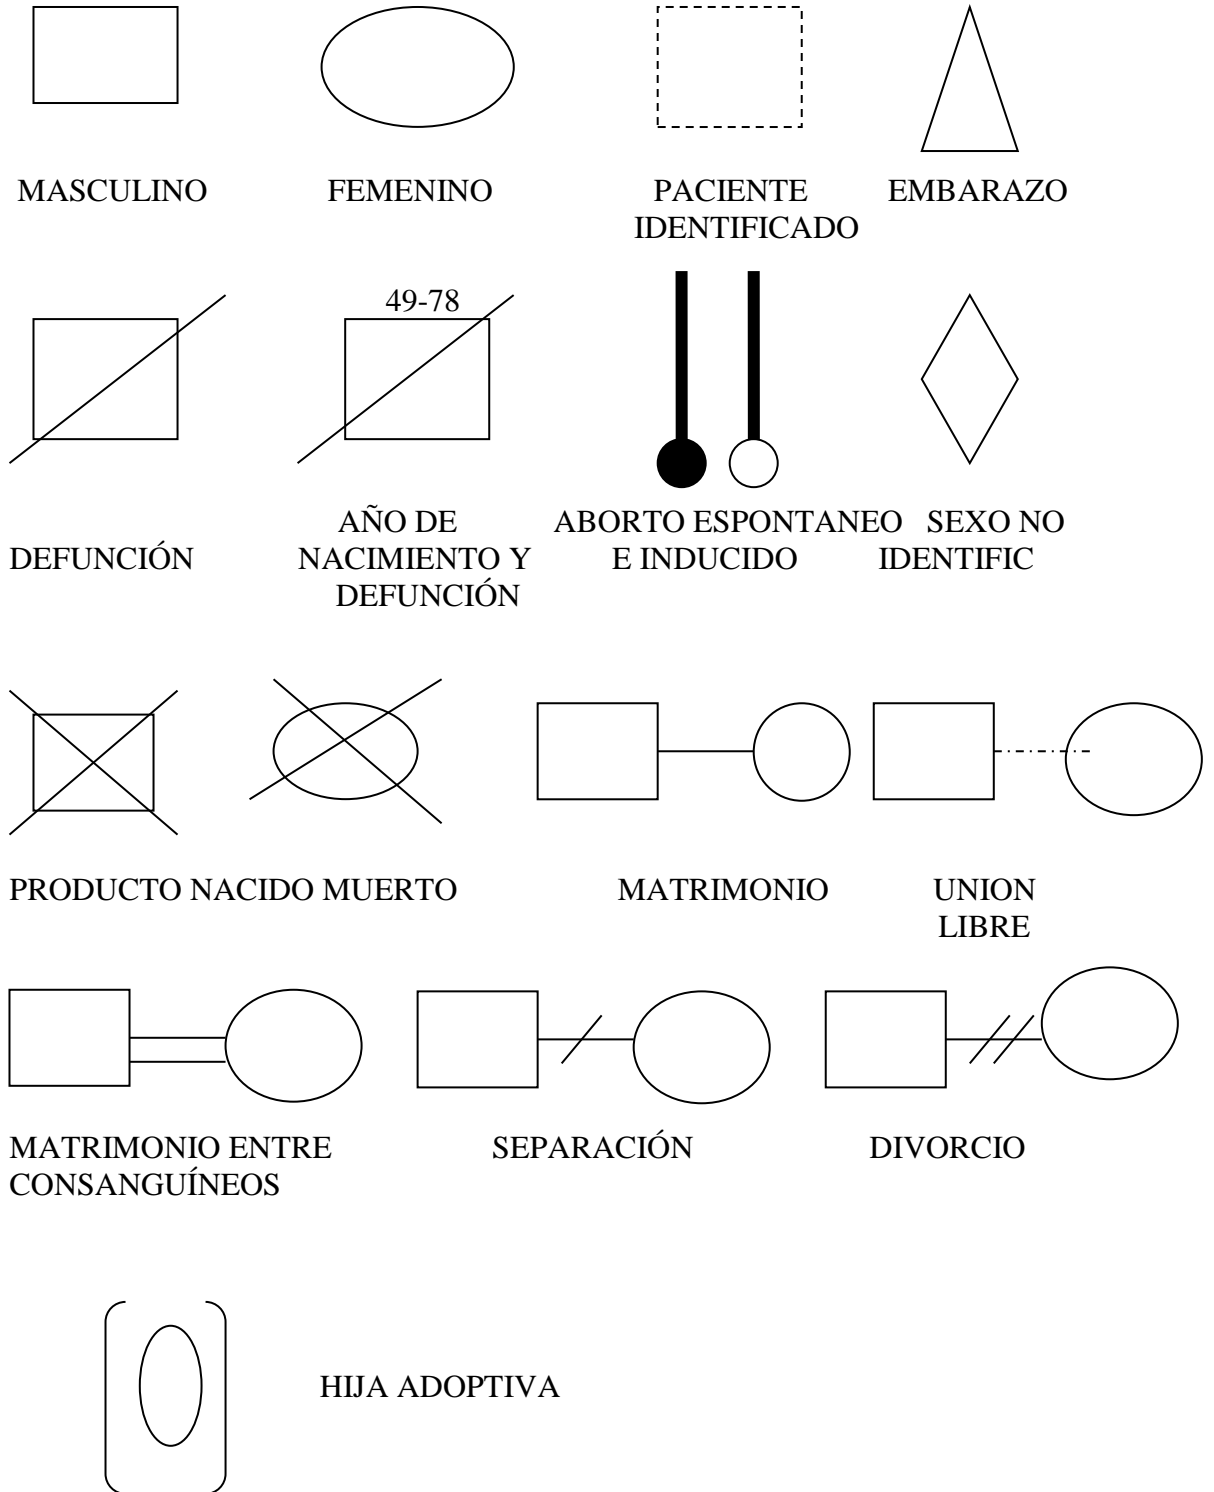 MASCULINO FEMENINO PACIENTE EMBARAZO
IDENTIFICADO
49-78
AÑO DE ABORTO ESPONTANEO SEXO NO
DEFUNCIÓN NACIMIENTO Y E INDUCIDO IDENTIFIC
DEFUNCIÓN
PRODUCTO NACIDO MUERTO MATRIMONIO UNION
LIBRE
MATRIMONIO ENTRE SEPARACIÓN DIVORCIO
CONSANGUÍNEOS
HIJA ADOPTIVA